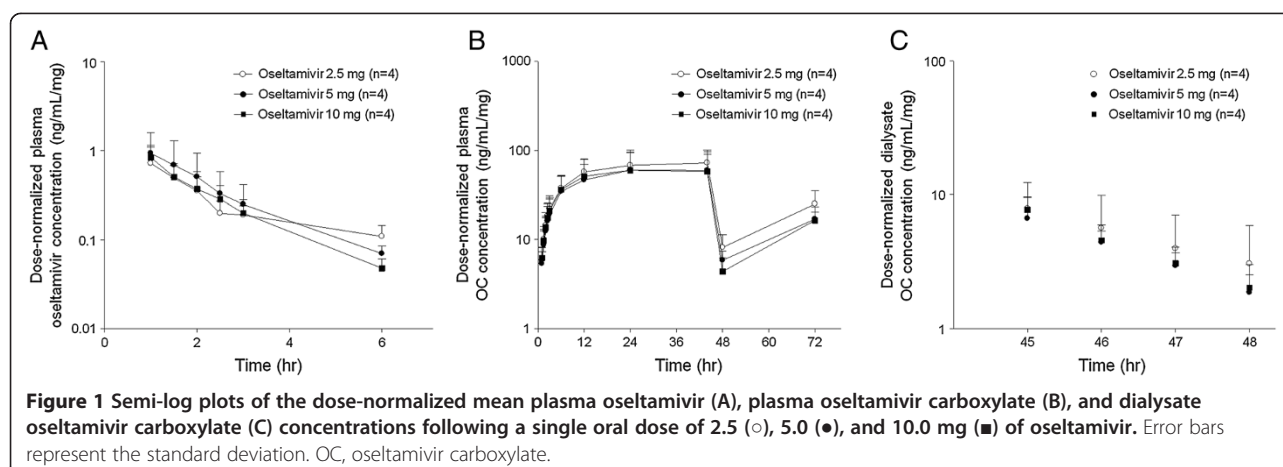 A
Dose-normalized plasma
oseltamivir concentration (ng/mL/mg)
10
1
0.1
0.01
0
2
4
6
Time (hr)
Oseltamivir 2.5 mg (n=4)
Oseltamivir 5 mg (n=4)
Oseltamivir 10 mg (n=4)
B
Dose-normalized plasma
OC concentration (ng/mL/mg)
1000
100
10
1
0
12
24
36
48
60
72
Time (hr)
Oseltamivir 2.5 mg (n=4)
Oseltamivir 5 mg (n=4)
Oseltamivir 10 mg (n=4)
C
Dose-normalized dialysate
OC concentration (ng/mL/mg)
100
10
1
45
46
47
48
Time (hr)
Oseltamivir 2.5 mg (n=4)
Oseltamivir 5 mg (n=4)
Oseltamivir 10 mg (n=4)
Figure 1 Semi-log plots of the dose-normalized mean plasma oseltamivir (A), plasma oseltamivir carboxylate (B), and dialysate
oseltamivir carboxylate (C) concentrations following a single oral dose of 2.5 (○), 5.0 (●), and 10.0 mg (■) of oseltamivir. Error bars
represent the standard deviation. OC, oseltamivir carboxylate.